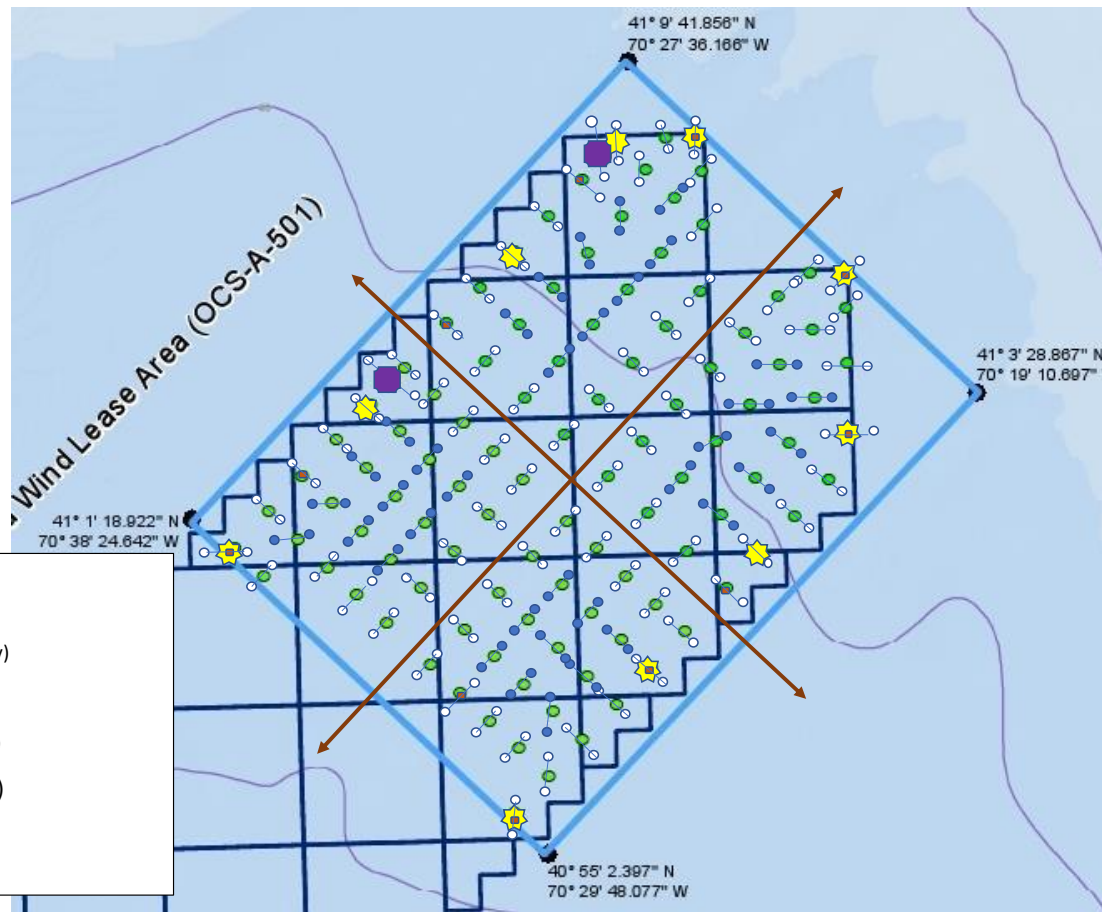 41° 9' 41.856" N
70° 27' 36.166" W
41° 3' 28.867" N
70° 19' 10.697"
Wind Lease Area (OCS-A-501)
41° 1' 18.922" N
70° 38' 24.642" W
40° 55' 2.397" N
70° 29' 48.077" W